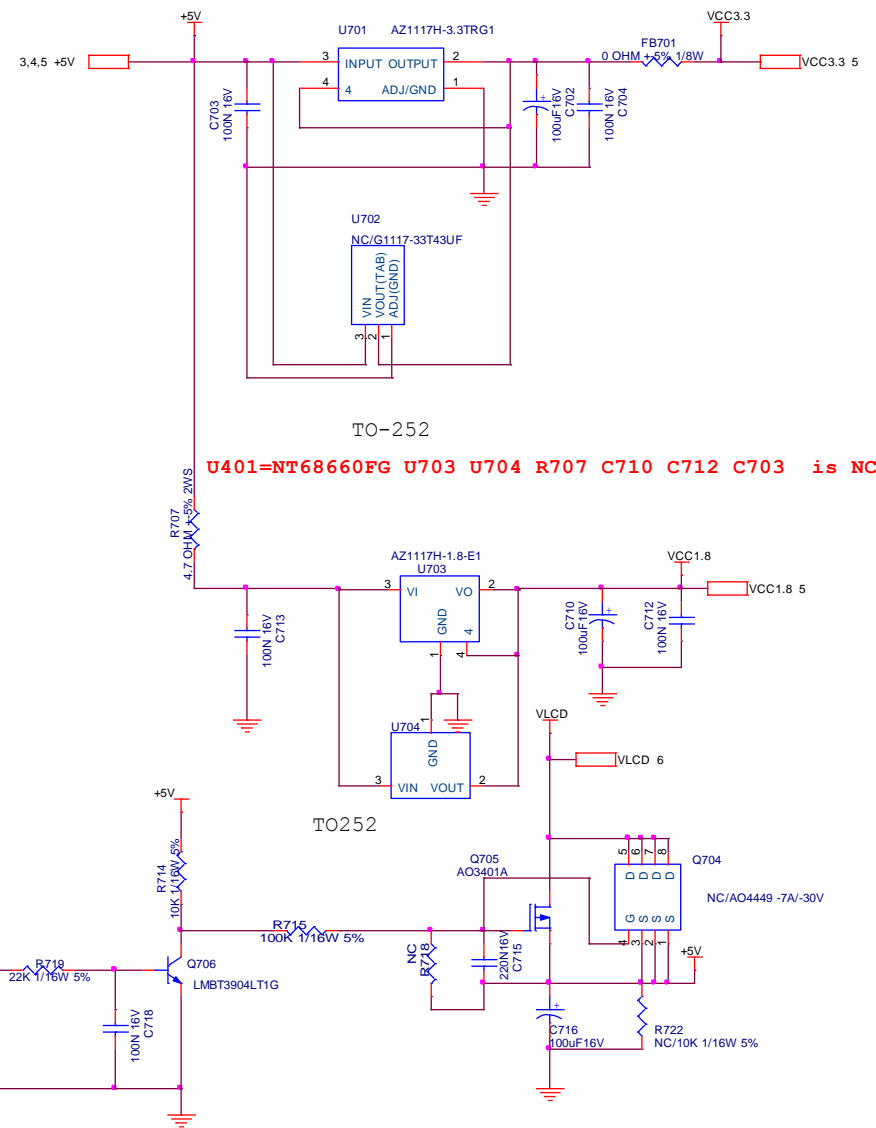 +5V
VCC3.3
U701 AZ1117H-3.3TRG1
FB701
0 OHM +-5% 1/8W
3,4,5 +5V
3 INPUT OUTPUT 2
4 4 ADJ/GND 1
VCC3.3 5
C703
100N 16V
+
100uF16V
C702
100N 16V
C704
U702
NC/G1117-33T43UF
VIN
VOUT(TAB)
ADJ(GND)
3
2
1
TO-252
U401=NT68660FG U703 U704 R707 C710 C712 C703 is NC
R707
4.7 OHM +-5% 2WS
AZ1117H-1.8-E1
U703
VCC1.8
3 VI VO 2
GND
4
1
4
VCC1.8 5
100N 16V
C713
C710
100uF16V
+
C712
100N 16V
U704
1
GND
3 VIN VOUT 2
TO252
VLCD
VLCD 6
+5V
R714
10K 1/16W 5%
Q705
AO3401A
5
6
7
8
D
D
D
D
Q704
NC/AO4449 -7A/-30V
G
S
S
S
4
3
2
1
R715
100K 1/16W 5%
NC
R718
220N16V
C715
+5V
R719
22K 1/16W 5%
Q706
LMBT3904LT1G
100N 16V
C718
+
C716
100uF16V
R722
NC/10K 1/16W 5%